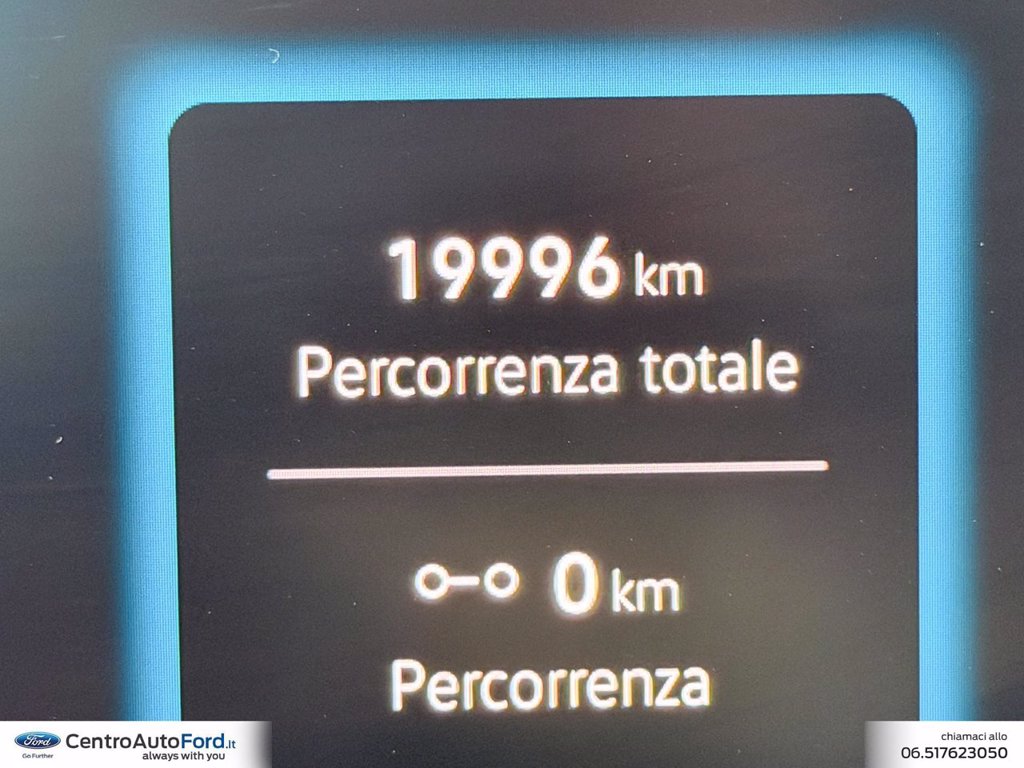 19996 km
Percorrenza totale
0 km
Percorrenza
Ford
Go Further
CentroAutoFord.it
always with you
chiamaci allo
06.517623050